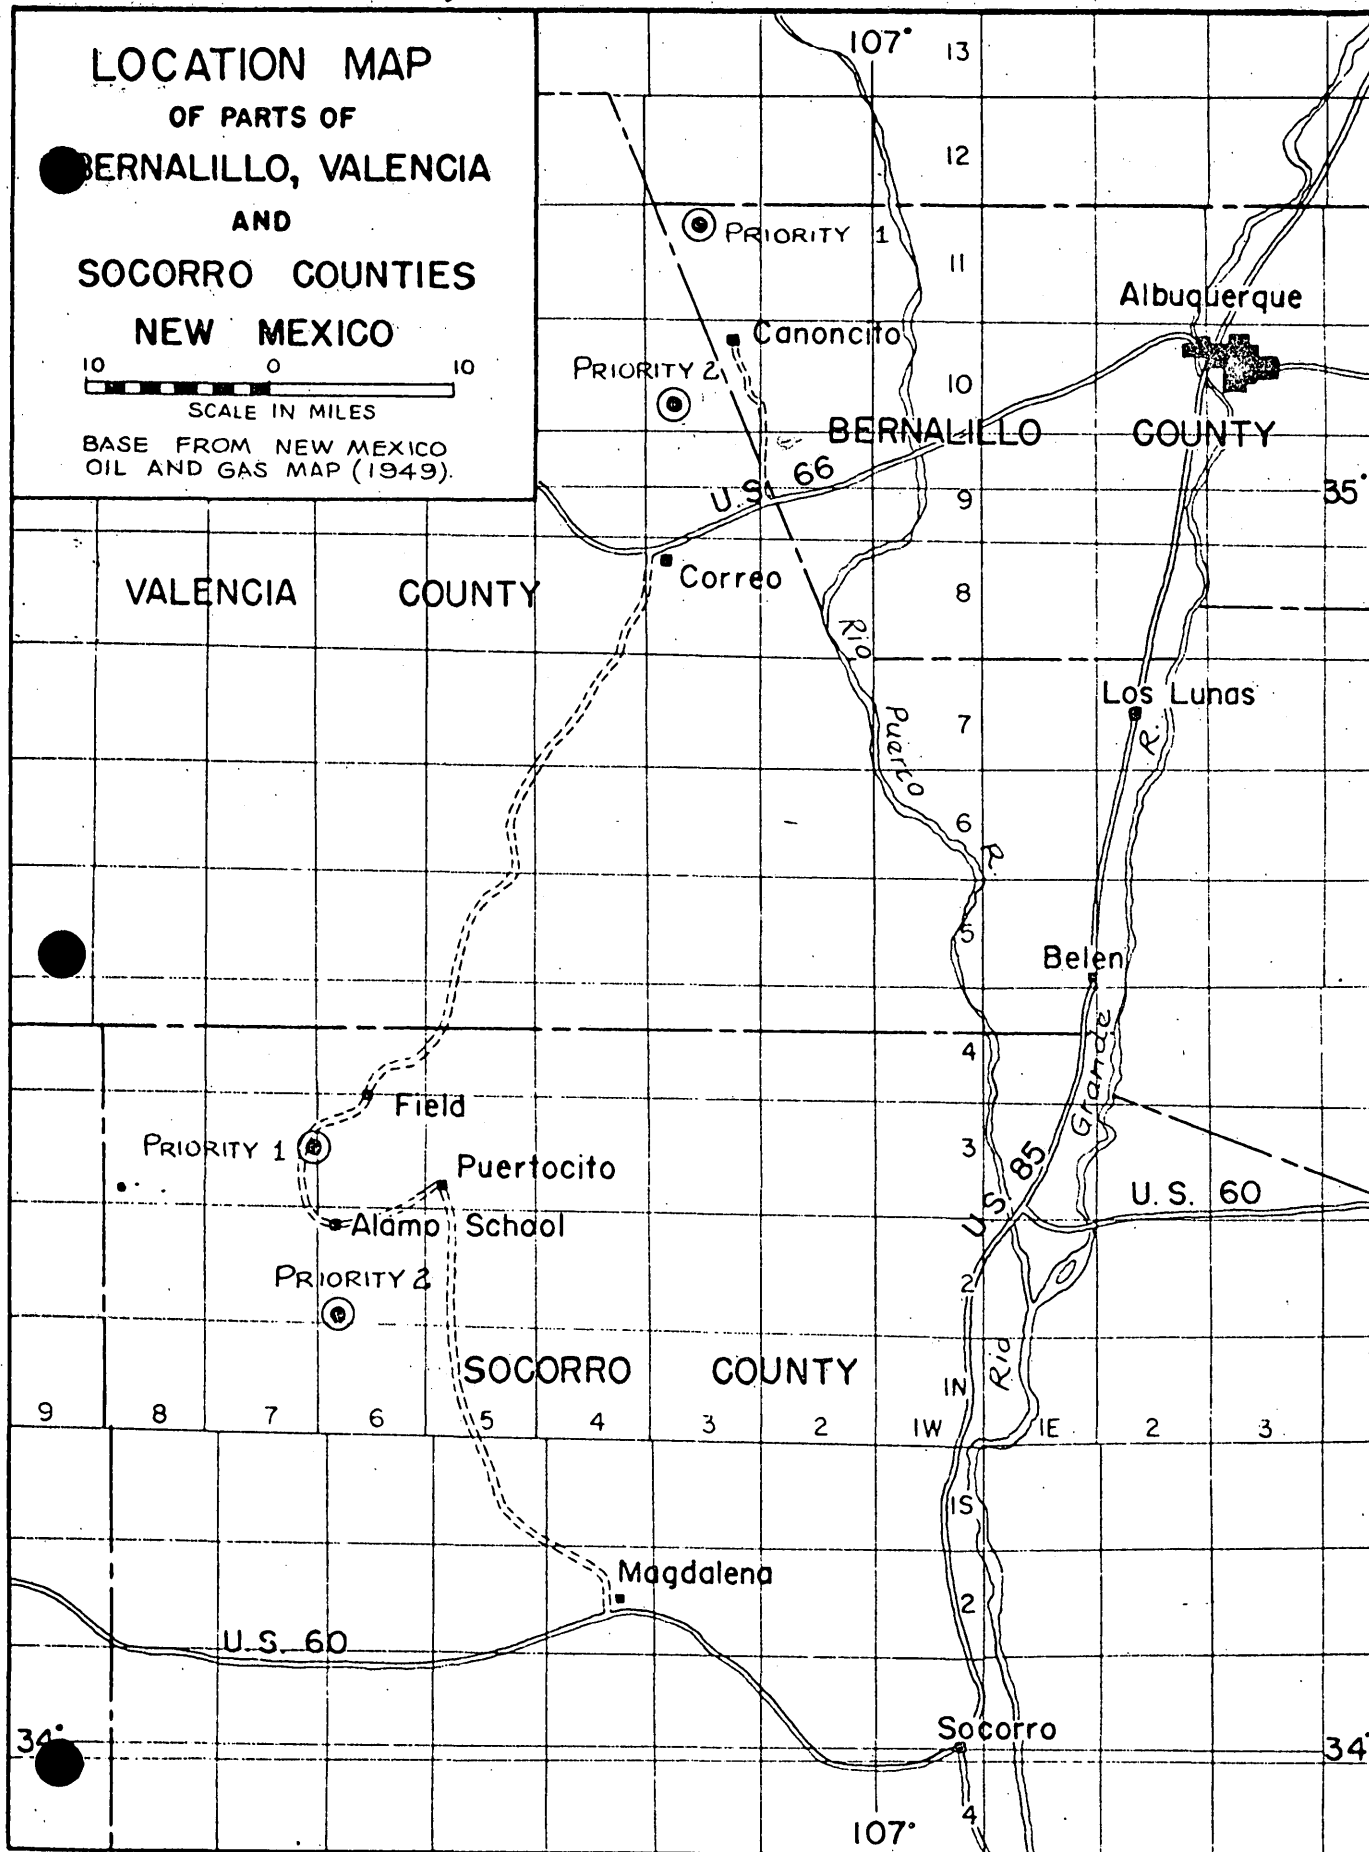 LOCATION MAP
OF PARTS OF
BERNALILLO, VALENCIA
AND
SOCORRO COUNTIES
NEW MEXICO
10 0 10
SCALE IN MILES
BASE FROM NEW MEXICO
OIL AND GAS MAP (1949).
107°
13
12
PRIORITY 1
11
Albuquerque
Canoncito
PRIORITY 2
10
BERNALILLO COUNTY
U.S. 66
9
35°
Correo
VALENCIA COUNTY
8
Rio
Los Lunas
7
Puerco
R.
6
R.
5
Belen
4
Grande
Field
PRIORITY 1
3
Puertocito
U.S. 85
U.S. 60
Alamo School
PRIORITY 2
2
Rio
SOCORRO COUNTY
1N
9 8 7 6 5 4 3 2 1W 1E 2 3
1S
Magdalena
2
U.S. 60
Socorro
34°
34°
4
107°